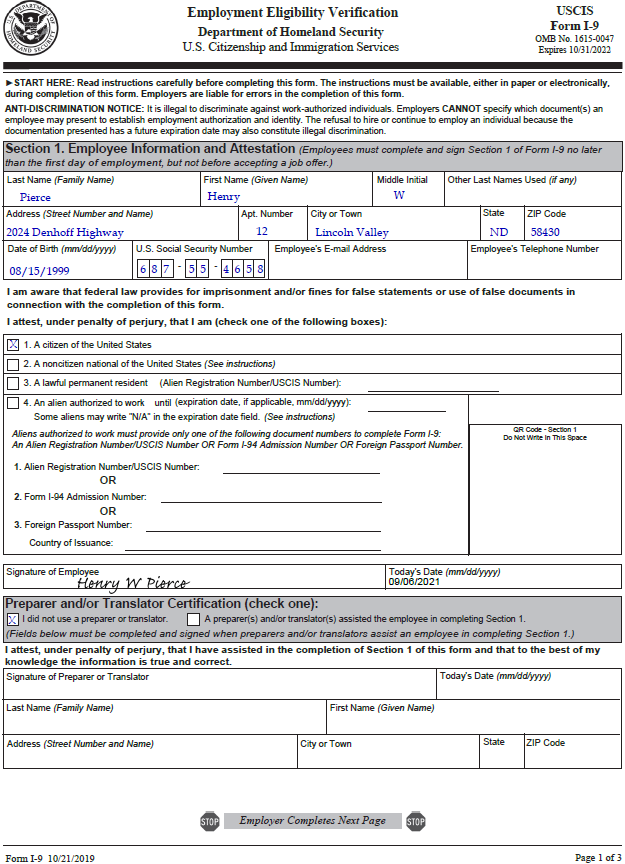 Employment Eligibility Verification
Department of Homeland Security
U.S. Citizenship and Immigration Services
USCIS
Form I-9
OMB No. 1615-0047
Expires 10/31/2022
►START HERE: Read instructions carefully before completing this form. The instructions must be available, either in paper or electronically,
during completion of this form. Employers are liable for errors in the completion of this form.
ANTI-DISCRIMINATION NOTICE: It is illegal to discriminate against work-authorized individuals. Employers CANNOT specify which document(s) an
employee may present to establish employment authorization and identity. The refusal to hire or continue to employ an individual because the
documentation presented has a future expiration date may also constitute illegal discrimination.
Section 1. Employee Information and Attestation (Employees must complete and sign Section 1 of Form I-9 no later
than the first day of employment, but not before accepting a job offer.)
Last Name (Family Name) First Name (Given Name) Middle Initial Other Last Names Used (if any)
Pierce Henry W
Address (Street Number and Name) Apt. Number City or Town State ZIP Code
2024 Denhoff Highway 12 Lincoln Valley ND 58430
Date of Birth (mm/dd/yyyy) U.S. Social Security Number Employee's E-mail Address Employee's Telephone Number
08/15/1999 687-55-4658
I am aware that federal law provides for imprisonment and/or fines for false statements or use of false documents in
connection with the completion of this form.
I attest, under penalty of perjury, that I am (check one of the following boxes):
X 1. A citizen of the United States
2. A noncitizen national of the United States (See instructions)
3. A lawful permanent resident (Alien Registration Number/USCIS Number):
4. An alien authorized to work until (expiration date, if applicable, mm/dd/yyyy):
Some aliens may write "N/A" in the expiration date field. (See instructions)
Aliens authorized to work must provide only one of the following document numbers to complete Form I-9:
An Alien Registration Number/USCIS Number OR Form I-94 Admission Number OR Foreign Passport Number.
1. Alien Registration Number/USCIS Number:
OR
2. Form I-94 Admission Number:
OR
3. Foreign Passport Number:
Country of Issuance:
QR Code - Section 1
Do Not Write In This Space
Signature of Employee Today's Date (mm/dd/yyyy)
Henry W Pierce 09/06/2021
Preparer and/or Translator Certification (check one):
X I did not use a preparer or translator. A preparer(s) and/or translator(s) assisted the employee in completing Section 1.
(Fields below must be completed and signed when preparers and/or translators assist an employee in completing Section 1.)
I attest, under penalty of perjury, that I have assisted in the completion of Section 1 of this form and that to the best of my
knowledge the information is true and correct.
Signature of Preparer or Translator Today's Date (mm/dd/yyyy)
Last Name (Family Name) First Name (Given Name)
Address (Street Number and Name) City or Town State ZIP Code
STOP Employer Completes Next Page STOP
Form I-9 10/21/2019 Page 1 of 3